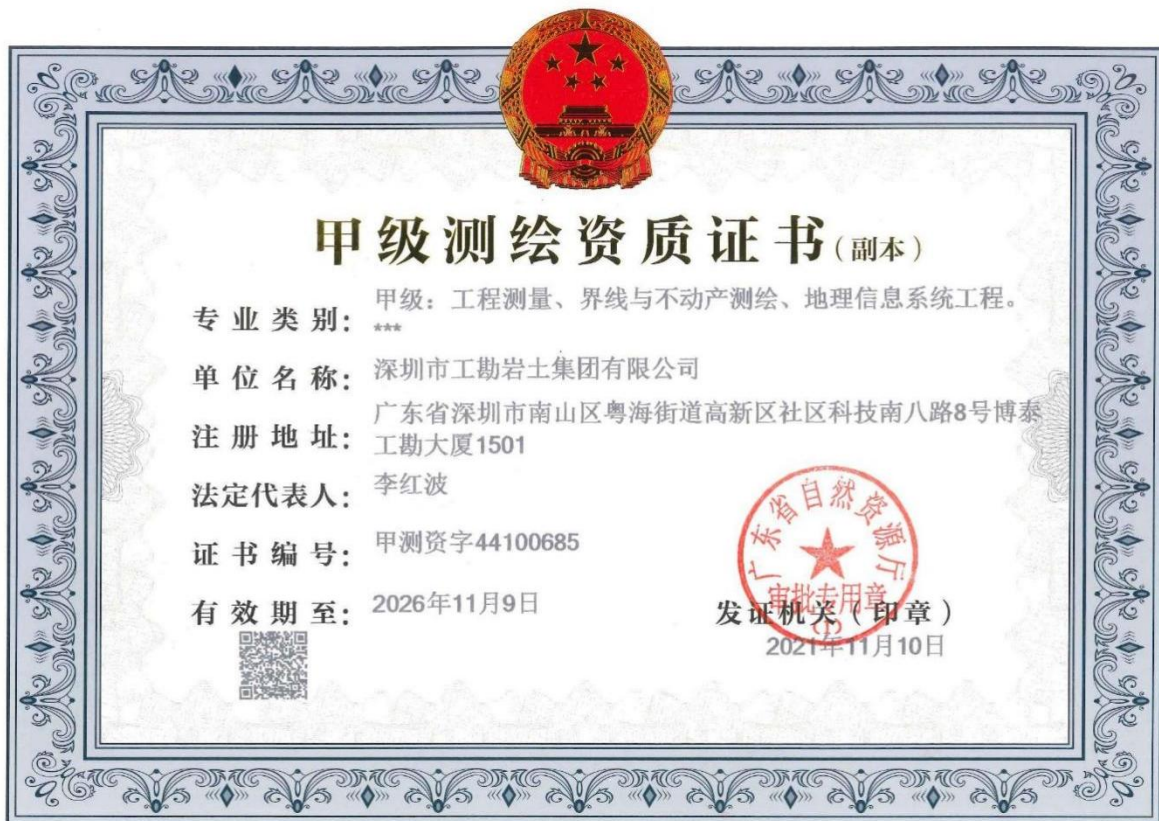 甲级测绘资质证书(副本)
专业类别：甲级：工程测量、界线与不动产测绘、地理信息系统工程。
***
单位名称：深圳市工勘岩土集团有限公司
注册地址：广东省深圳市南山区粤海街道高新区社区科技南八路8号博泰
工勘大厦1501
法定代表人：李红波
证书编号：甲测资字44100685
有效期至：2026年11月9日
广东省自然资源厅
审批专用章
发证机关（印章）
2021年11月10日